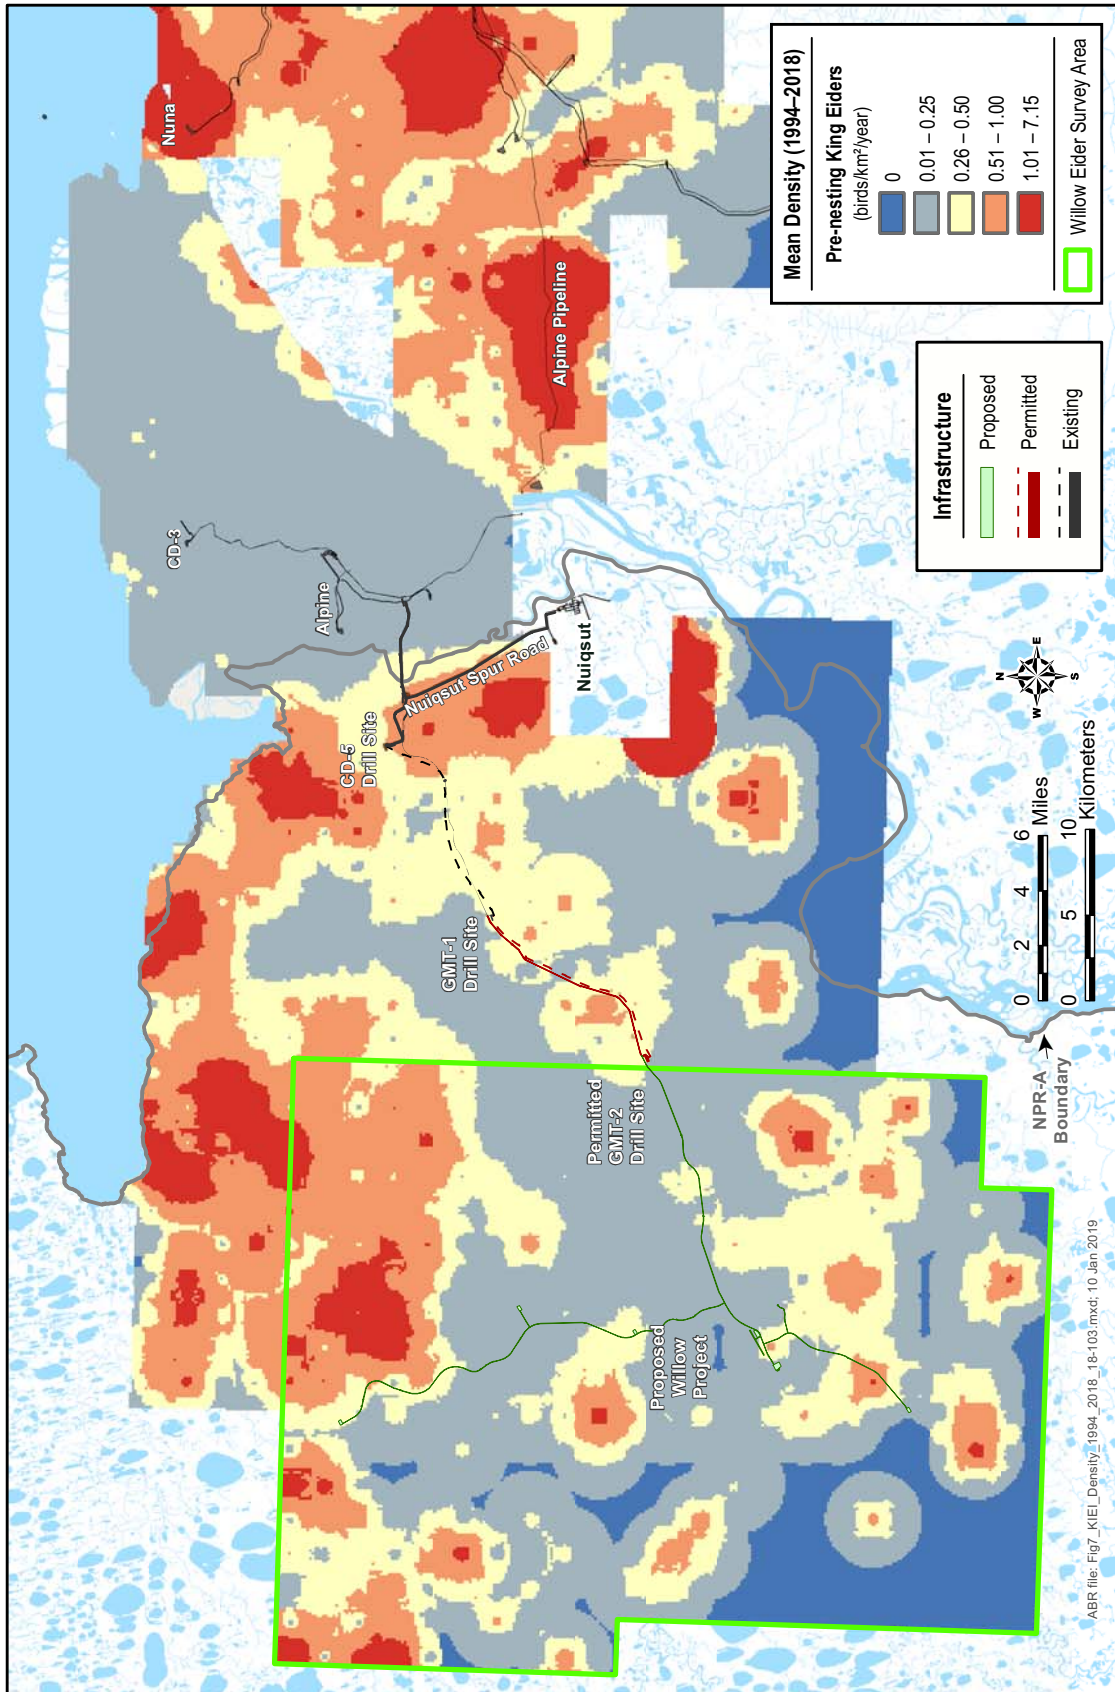 Nuna
CD-3
Alpine
Alpine Pipeline
CD-5
Drill Site
Nuiqsut Spur Road
Nuiqsut
GMT-1
Drill Site
Permitted
GMT-2
Drill Site
Proposed
Willow
Project
NPR-A
Boundary
Mean Density (1994–2018)
Pre-nesting King Eiders
(birds/km²/year)
0
0.01 – 0.25
0.26 – 0.50
0.51 – 1.00
1.01 – 7.15
Willow Eider Survey Area
Infrastructure
Proposed
Permitted
Existing
N
W E
S
0 2 4 6
Miles
0 5 10
Kilometers
ABR file: Fig7_KIEI_Density_1994_2018_18-103.mxd; 10 Jan 2019